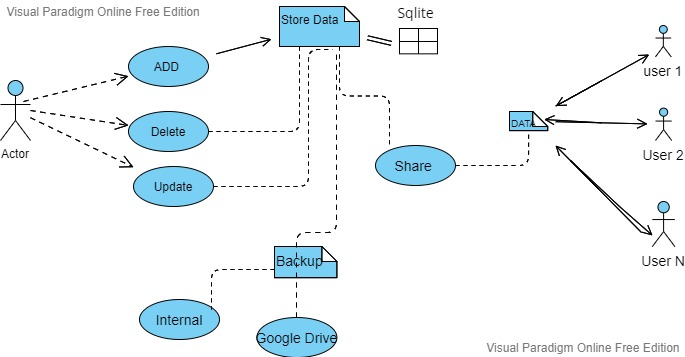 Visual Paradigm Online Free Edition
Store Data
Sqlite
ADD
user 1
Actor
Delete
DATA
User 2
Update
Share
Backup
User N
Internal
Google Drive
Visual Paradigm Online Free Edition